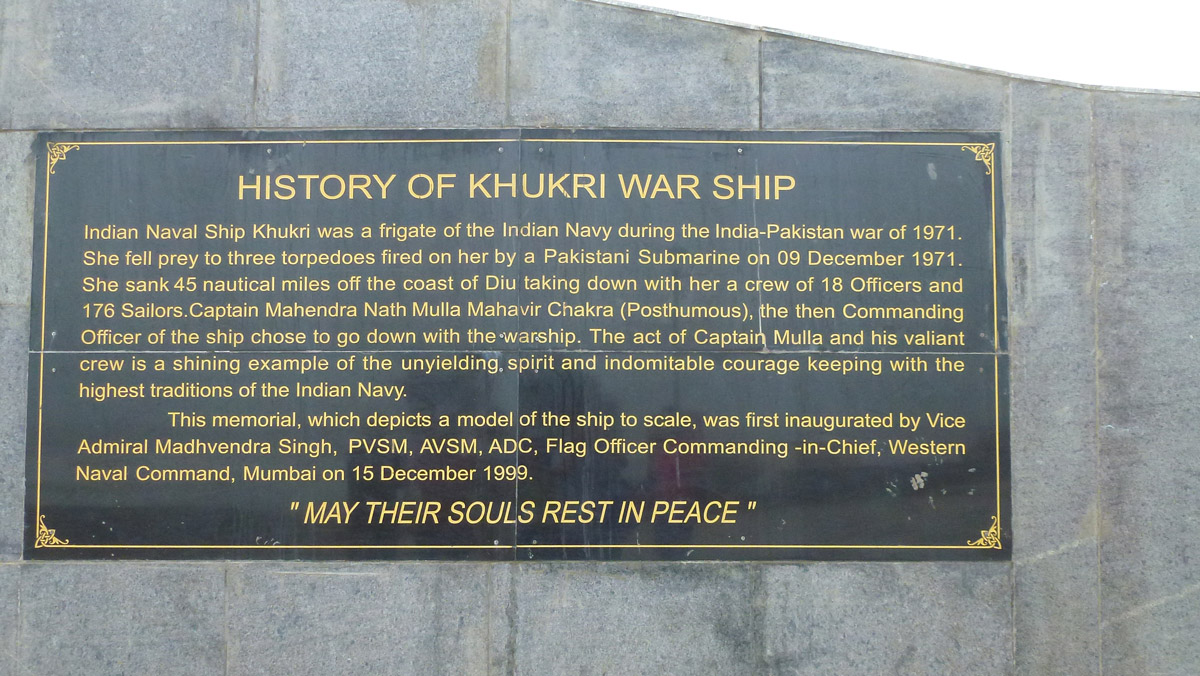 HISTORY OF KHUKRI WAR SHIP
Indian Naval Ship Khukri was a frigate of the Indian Navy during the India-Pakistan war of 1971.
She fell prey to three torpedoes fired on her by a Pakistani Submarine on 09 December 1971.
She sank 45 nautical miles off the coast of Diu taking down with her a crew of 18 Officers and
176 Sailors.Captain Mahendra Nath Mulla Mahavir Chakra (Posthumous), the then Commanding
Officer of the ship chose to go down with the warship. The act of Captain Mulla and his valiant
crew is a shining example of the unyielding spirit and indomitable courage keeping with the
highest traditions of the Indian Navy.
This memorial, which depicts a model of the ship to scale, was first inaugurated by Vice
Admiral Madhvendra Singh, PVSM, AVSM, ADC, Flag Officer Commanding -in-Chief, Western
Naval Command, Mumbai on 15 December 1999.
" MAY THEIR SOULS REST IN PEACE "